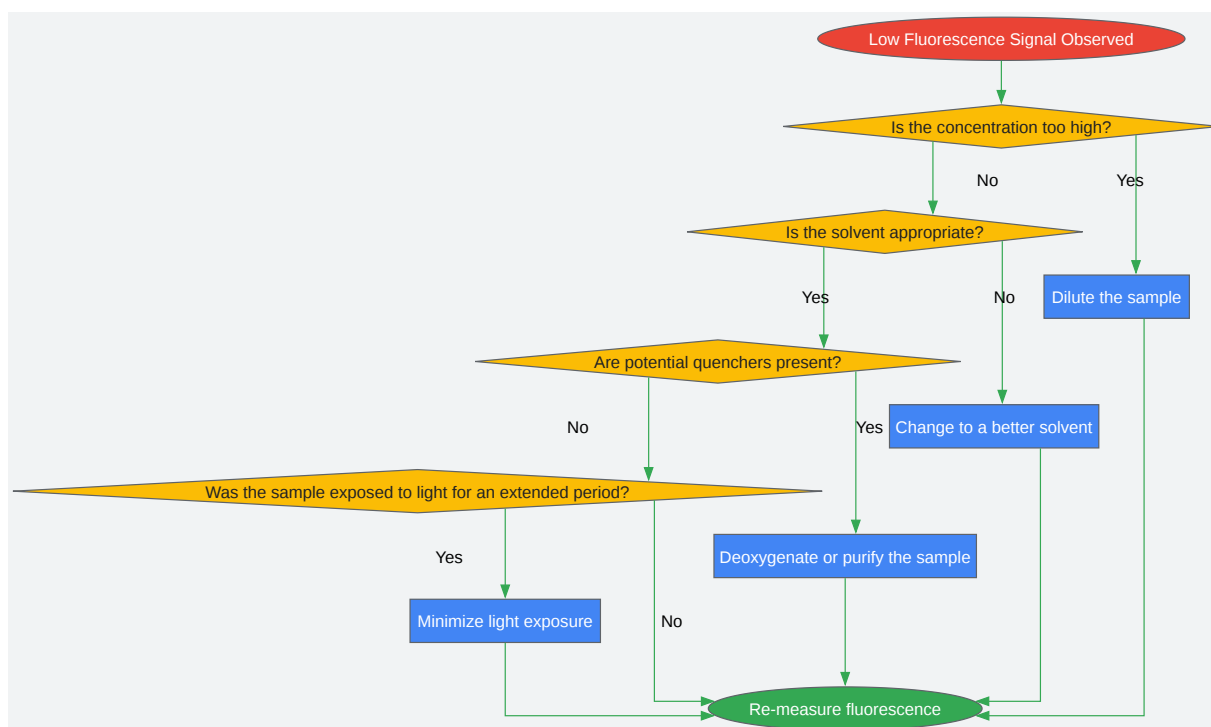 Low Fluorescence Signal Observed
Is the concentration too high?
No
Yes
Is the solvent appropriate?
Yes
No
Dilute the sample
Are potential quenchers present?
No
Yes
Change to a better solvent
Was the sample exposed to light for an extended period?
Yes
Deoxygenate or purify the sample
Minimize light exposure
No
Re-measure fluorescence